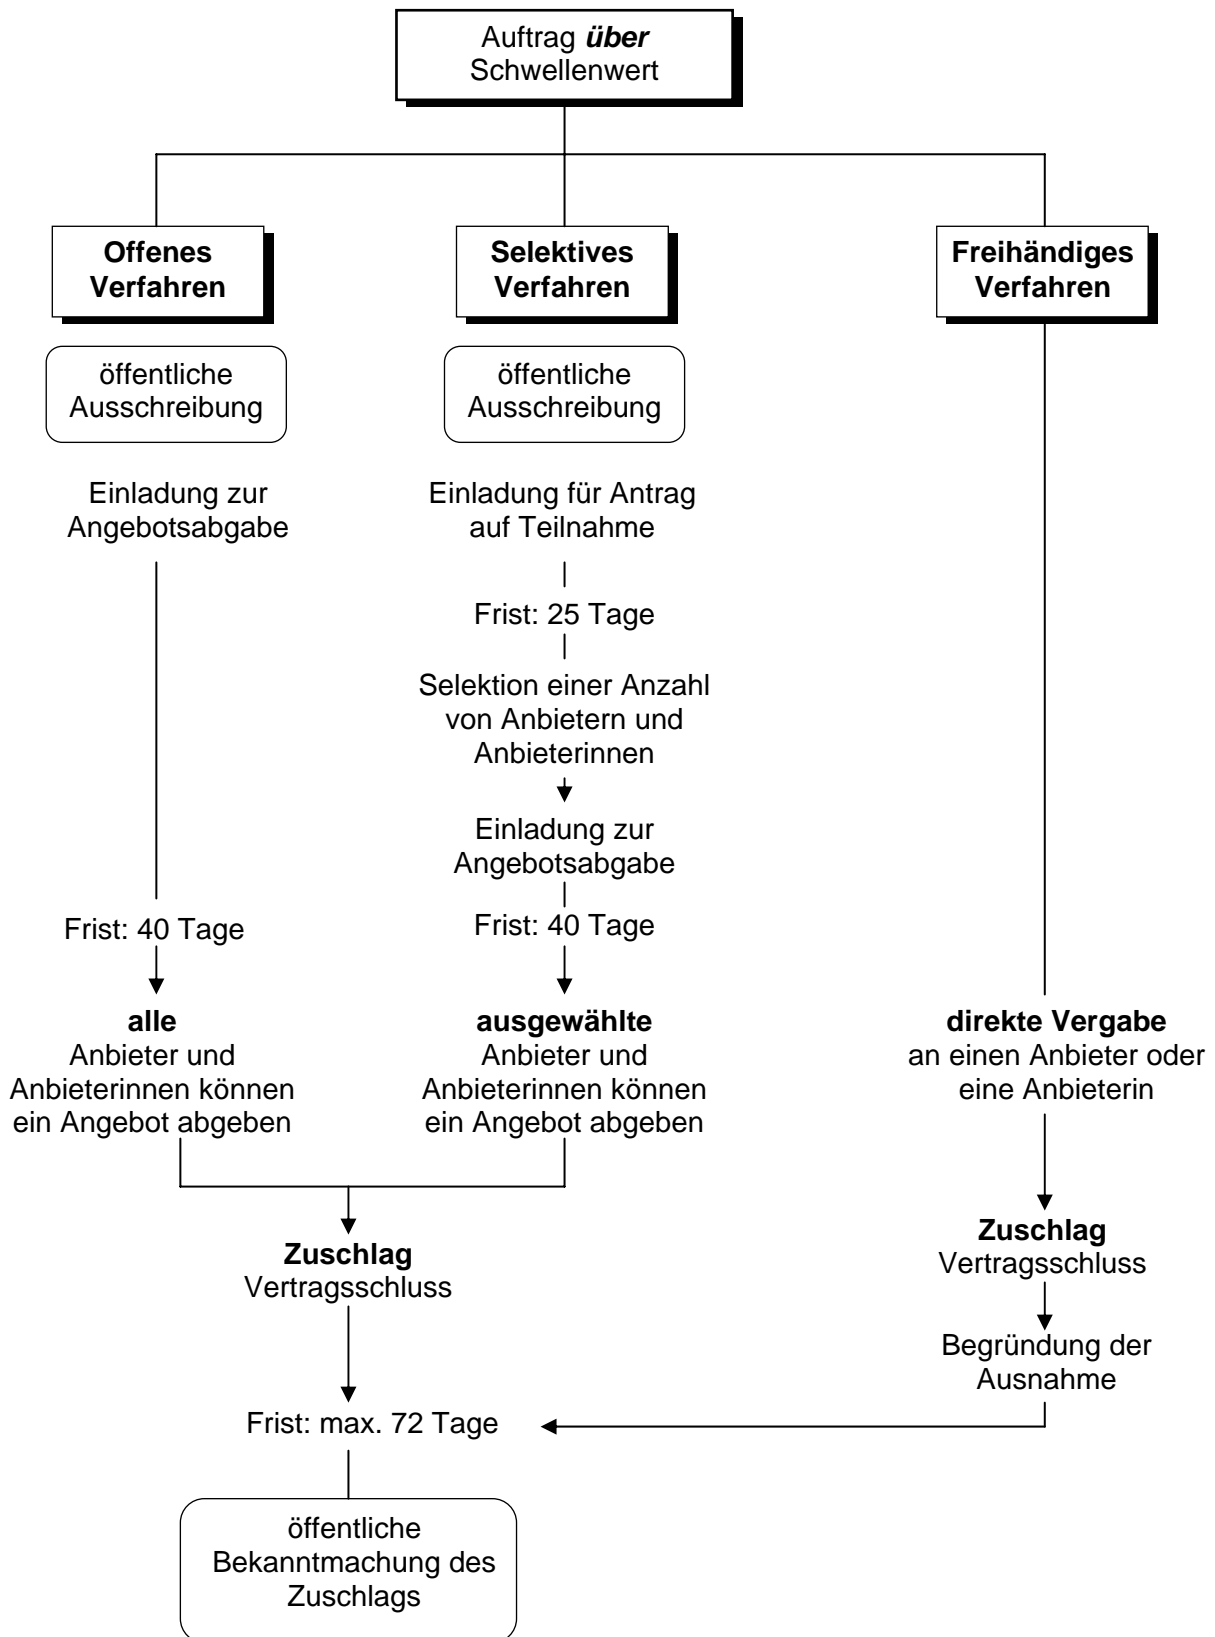 Auftrag über
Schwellenwert
Offenes
Verfahren
Selektives
Verfahren
Freihändiges
Verfahren
öffentliche
Ausschreibung
öffentliche
Ausschreibung
Einladung zur
Angebotsabgabe
Einladung für Antrag
auf Teilnahme
Frist: 25 Tage
Selektion einer Anzahl
von Anbietern und
Anbieterinnen
Einladung zur
Angebotsabgabe
Frist: 40 Tage
Frist: 40 Tage
alle
Anbieter und
Anbieterinnen können
ein Angebot abgeben
ausgewählte
Anbieter und
Anbieterinnen können
ein Angebot abgeben
direkte Vergabe
an einen Anbieter oder
eine Anbieterin
Zuschlag
Vertragsschluss
Zuschlag
Vertragsschluss
Begründung der
Ausnahme
Frist: max. 72 Tage
öffentliche
Bekanntmachung des
Zuschlags